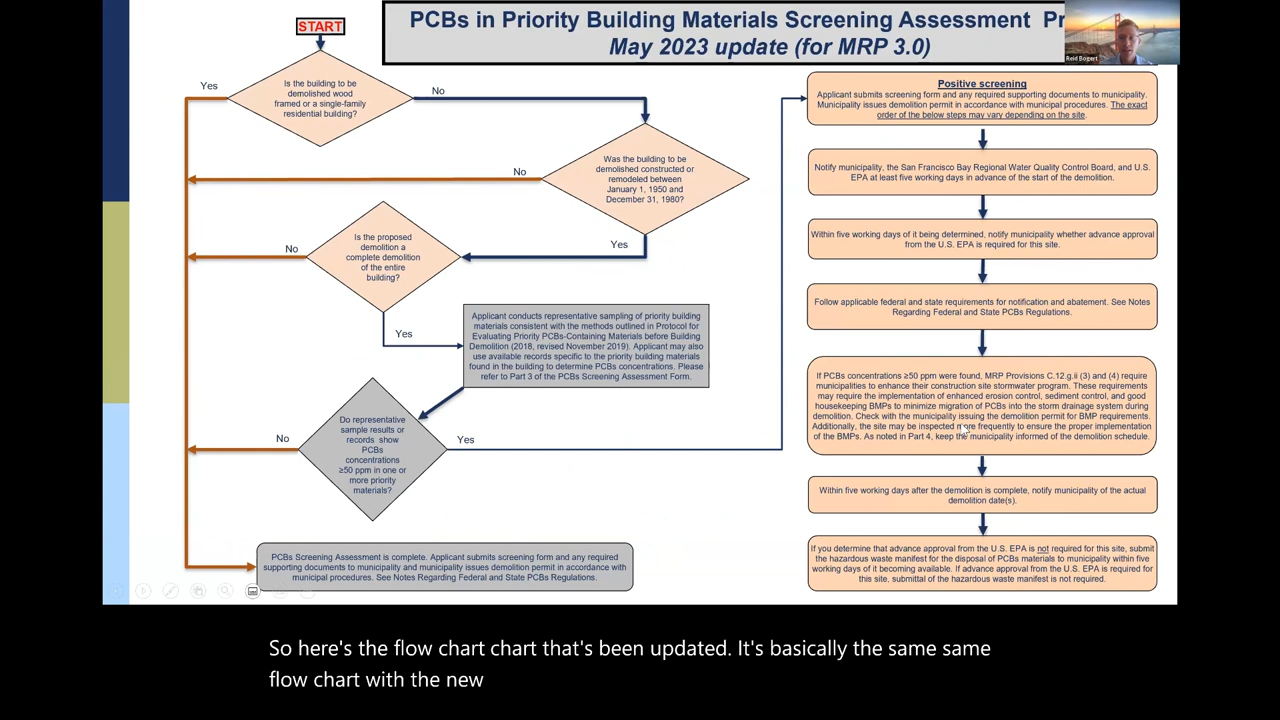 START
PCBs in Priority Building Materials Screening Assessment Pr
May 2023 update (for MRP 3.0)
Reid Bogert
Yes
Is the building to be
demolished wood
framed or a single-family
residential building?
No
Was the building to be
demolished constructed or
remodeled between
January 1, 1950 and
December 31, 1980?
No
Yes
Is the proposed
demolition a
complete demolition
of the entire
building?
No
Yes
Applicant conducts representative sampling of priority building
materials consistent with the methods outlined in Protocol for
Evaluating Priority PCBs-Containing Materials before Building
Demolition (2018, revised November 2019). Applicant may also
use available records specific to the priority building materials
found in the building to determine PCBs concentrations. Please
refer to Part 3 of the PCBs Screening Assessment Form.
Do representative
sample results or
records show
PCBs
concentrations
≥50 ppm in one or
more priority
materials?
No
Yes
PCBs Screening Assessment is complete. Applicant submits screening form and any required
supporting documents to municipality and municipality issues demolition permit in accordance with
municipal procedures. See Notes Regarding Federal and State PCBs Regulations.
Positive screening
Applicant submits screening form and any required supporting documents to municipality.
Municipality issues demolition permit in accordance with municipal procedures. The exact
order of the below steps may vary depending on the site.
Notify municipality, the San Francisco Bay Regional Water Quality Control Board, and U.S.
EPA at least five working days in advance of the start of the demolition.
Within five working days of it being determined, notify municipality whether advance approval
from the U.S. EPA is required for this site.
Follow applicable federal and state requirements for notification and abatement. See Notes
Regarding Federal and State PCBs Regulations.
If PCBs concentrations ≥50 ppm were found, MRP Provisions C.12.g.ii (3) and (4) require
municipalities to enhance their construction site stormwater program. These requirements
may require the implementation of enhanced erosion control, sediment control, and good
housekeeping BMPs to minimize migration of PCBs into the storm drainage system during
demolition. Check with the municipality issuing the demolition permit for BMP requirements.
Additionally, the site may be inspected more frequently to ensure the proper implementation
of the BMPs. As noted in Part 4, keep the municipality informed of the demolition schedule.
Within five working days after the demolition is complete, notify municipality of the actual
demolition date(s).
If you determine that advance approval from the U.S. EPA is not required for this site, submit
the hazardous waste manifest for the disposal of PCBs materials to municipality within five
working days of it becoming available. If advance approval from the U.S. EPA is required for
this site, submittal of the hazardous waste manifest is not required.
So here's the flow chart chart that's been updated. It's basically the same same
flow chart with the new